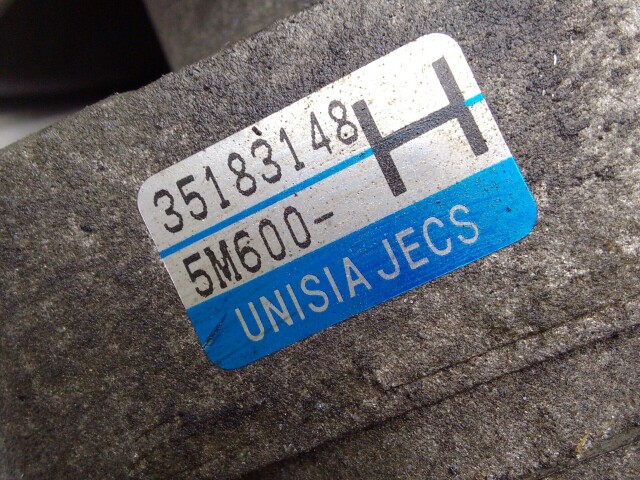 35183148
H
5M600-
UNISIA JECS